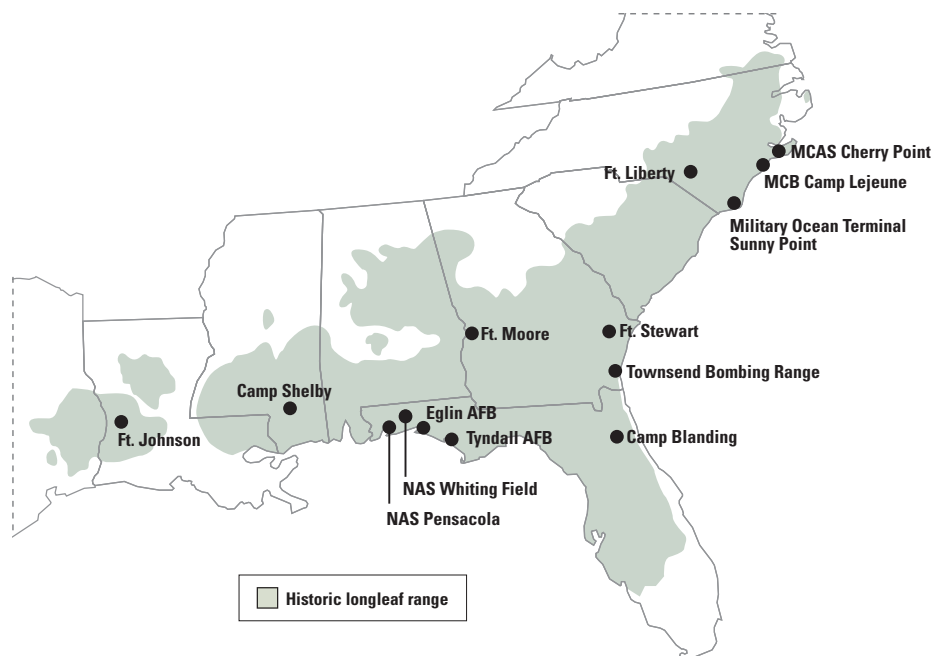 MCAS Cherry Point
Ft. Liberty
MCB Camp Lejeune
Military Ocean Terminal
Sunny Point
Ft. Moore
Ft. Stewart
Townsend Bombing Range
Camp Shelby
Eglin AFB
Ft. Johnson
Tyndall AFB
Camp Blanding
NAS Whiting Field
NAS Pensacola
Historic longleaf range